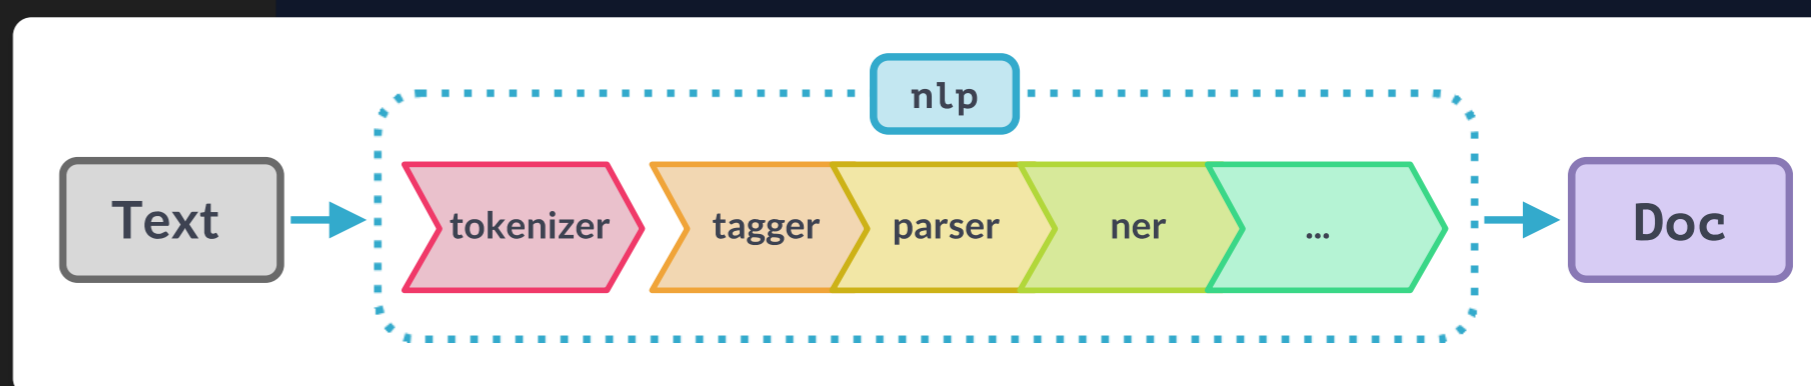 nlp
Text
tokenizer
tagger
parser
ner
...
Doc